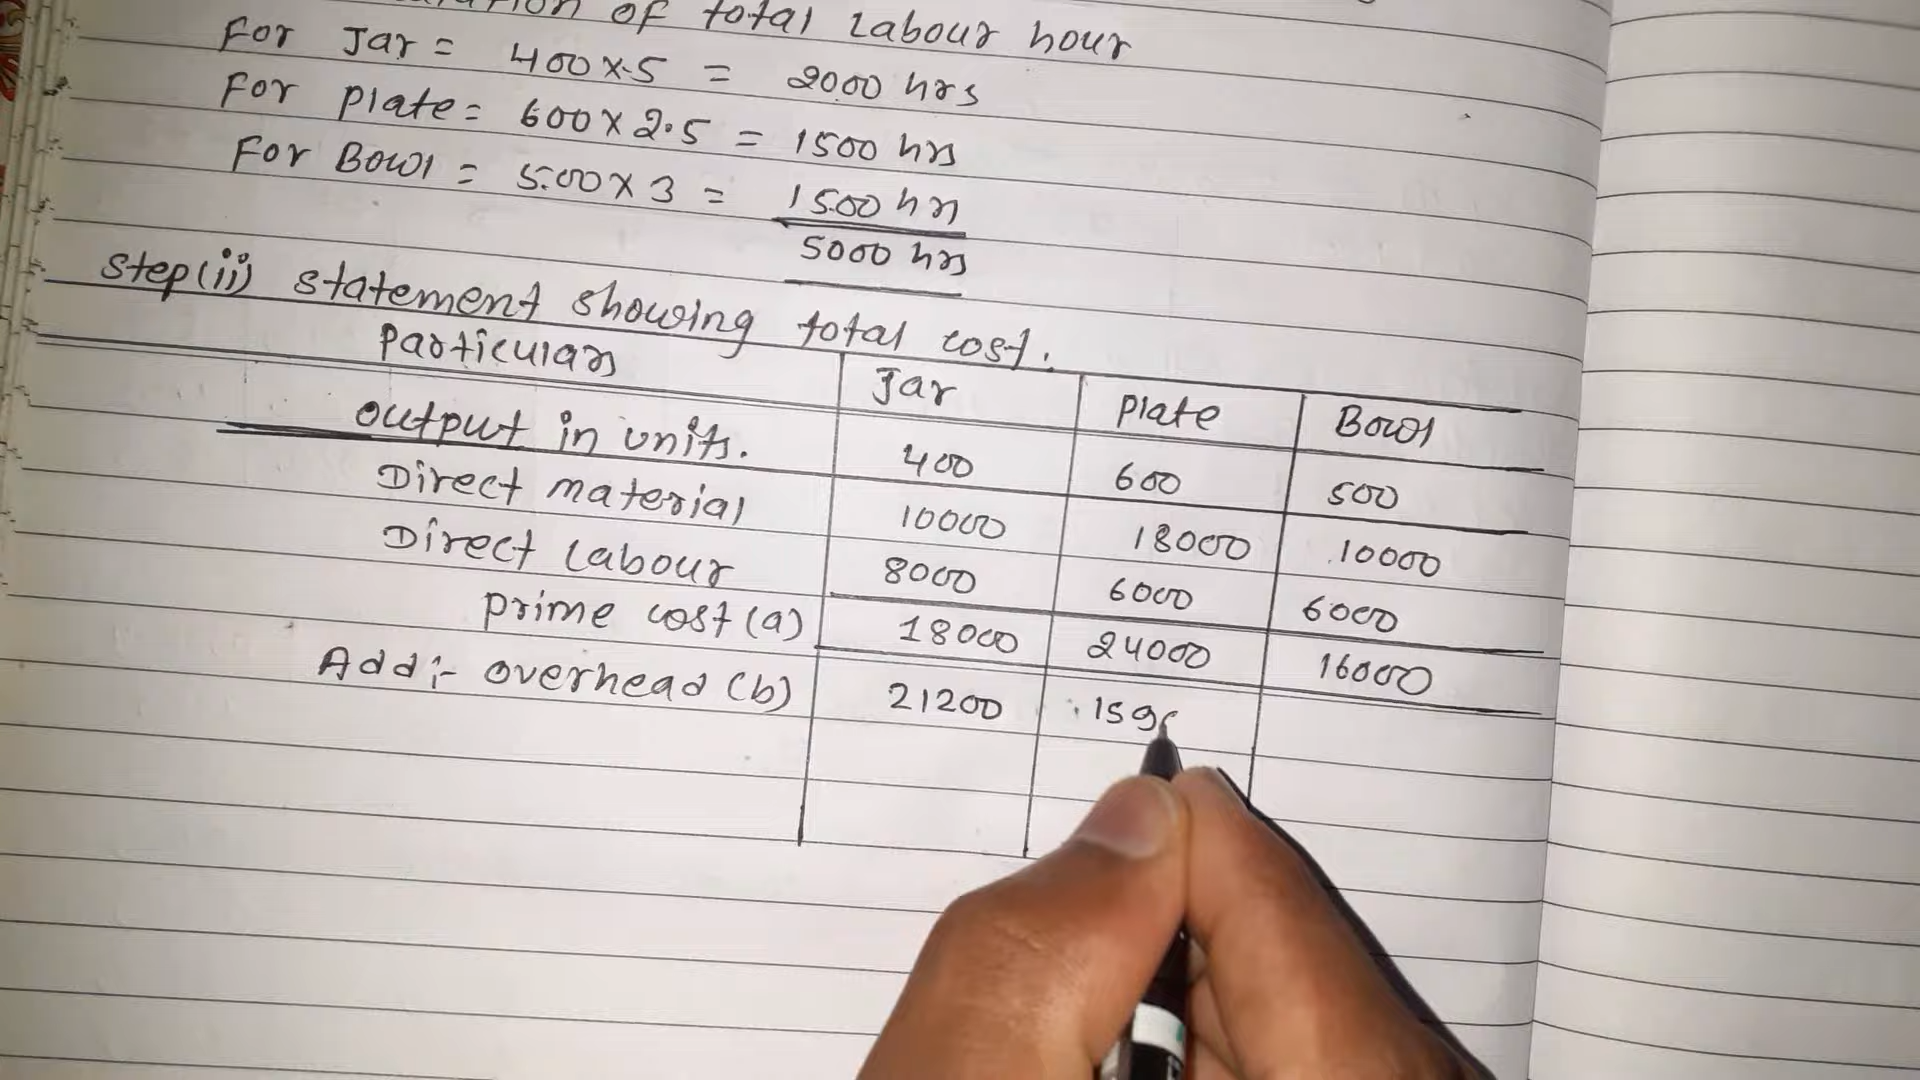 of total Labour hour
For Jar = 400 x 5 = 2000 hrs
For Plate = 600 x 2.5 = 1500 hrs
For Bowl = 500 x 3 = 1500 hrs
5000 hrs
Step(ii) statement showing total cost.
Particulars Jar Plate Bowl
Output in units. 400 600 500
Direct material 10000 18000 10000
Direct Labour 8000 6000 6000
Prime cost (a) 18000 24000 16000
Add:- overhead (b) 21200 159